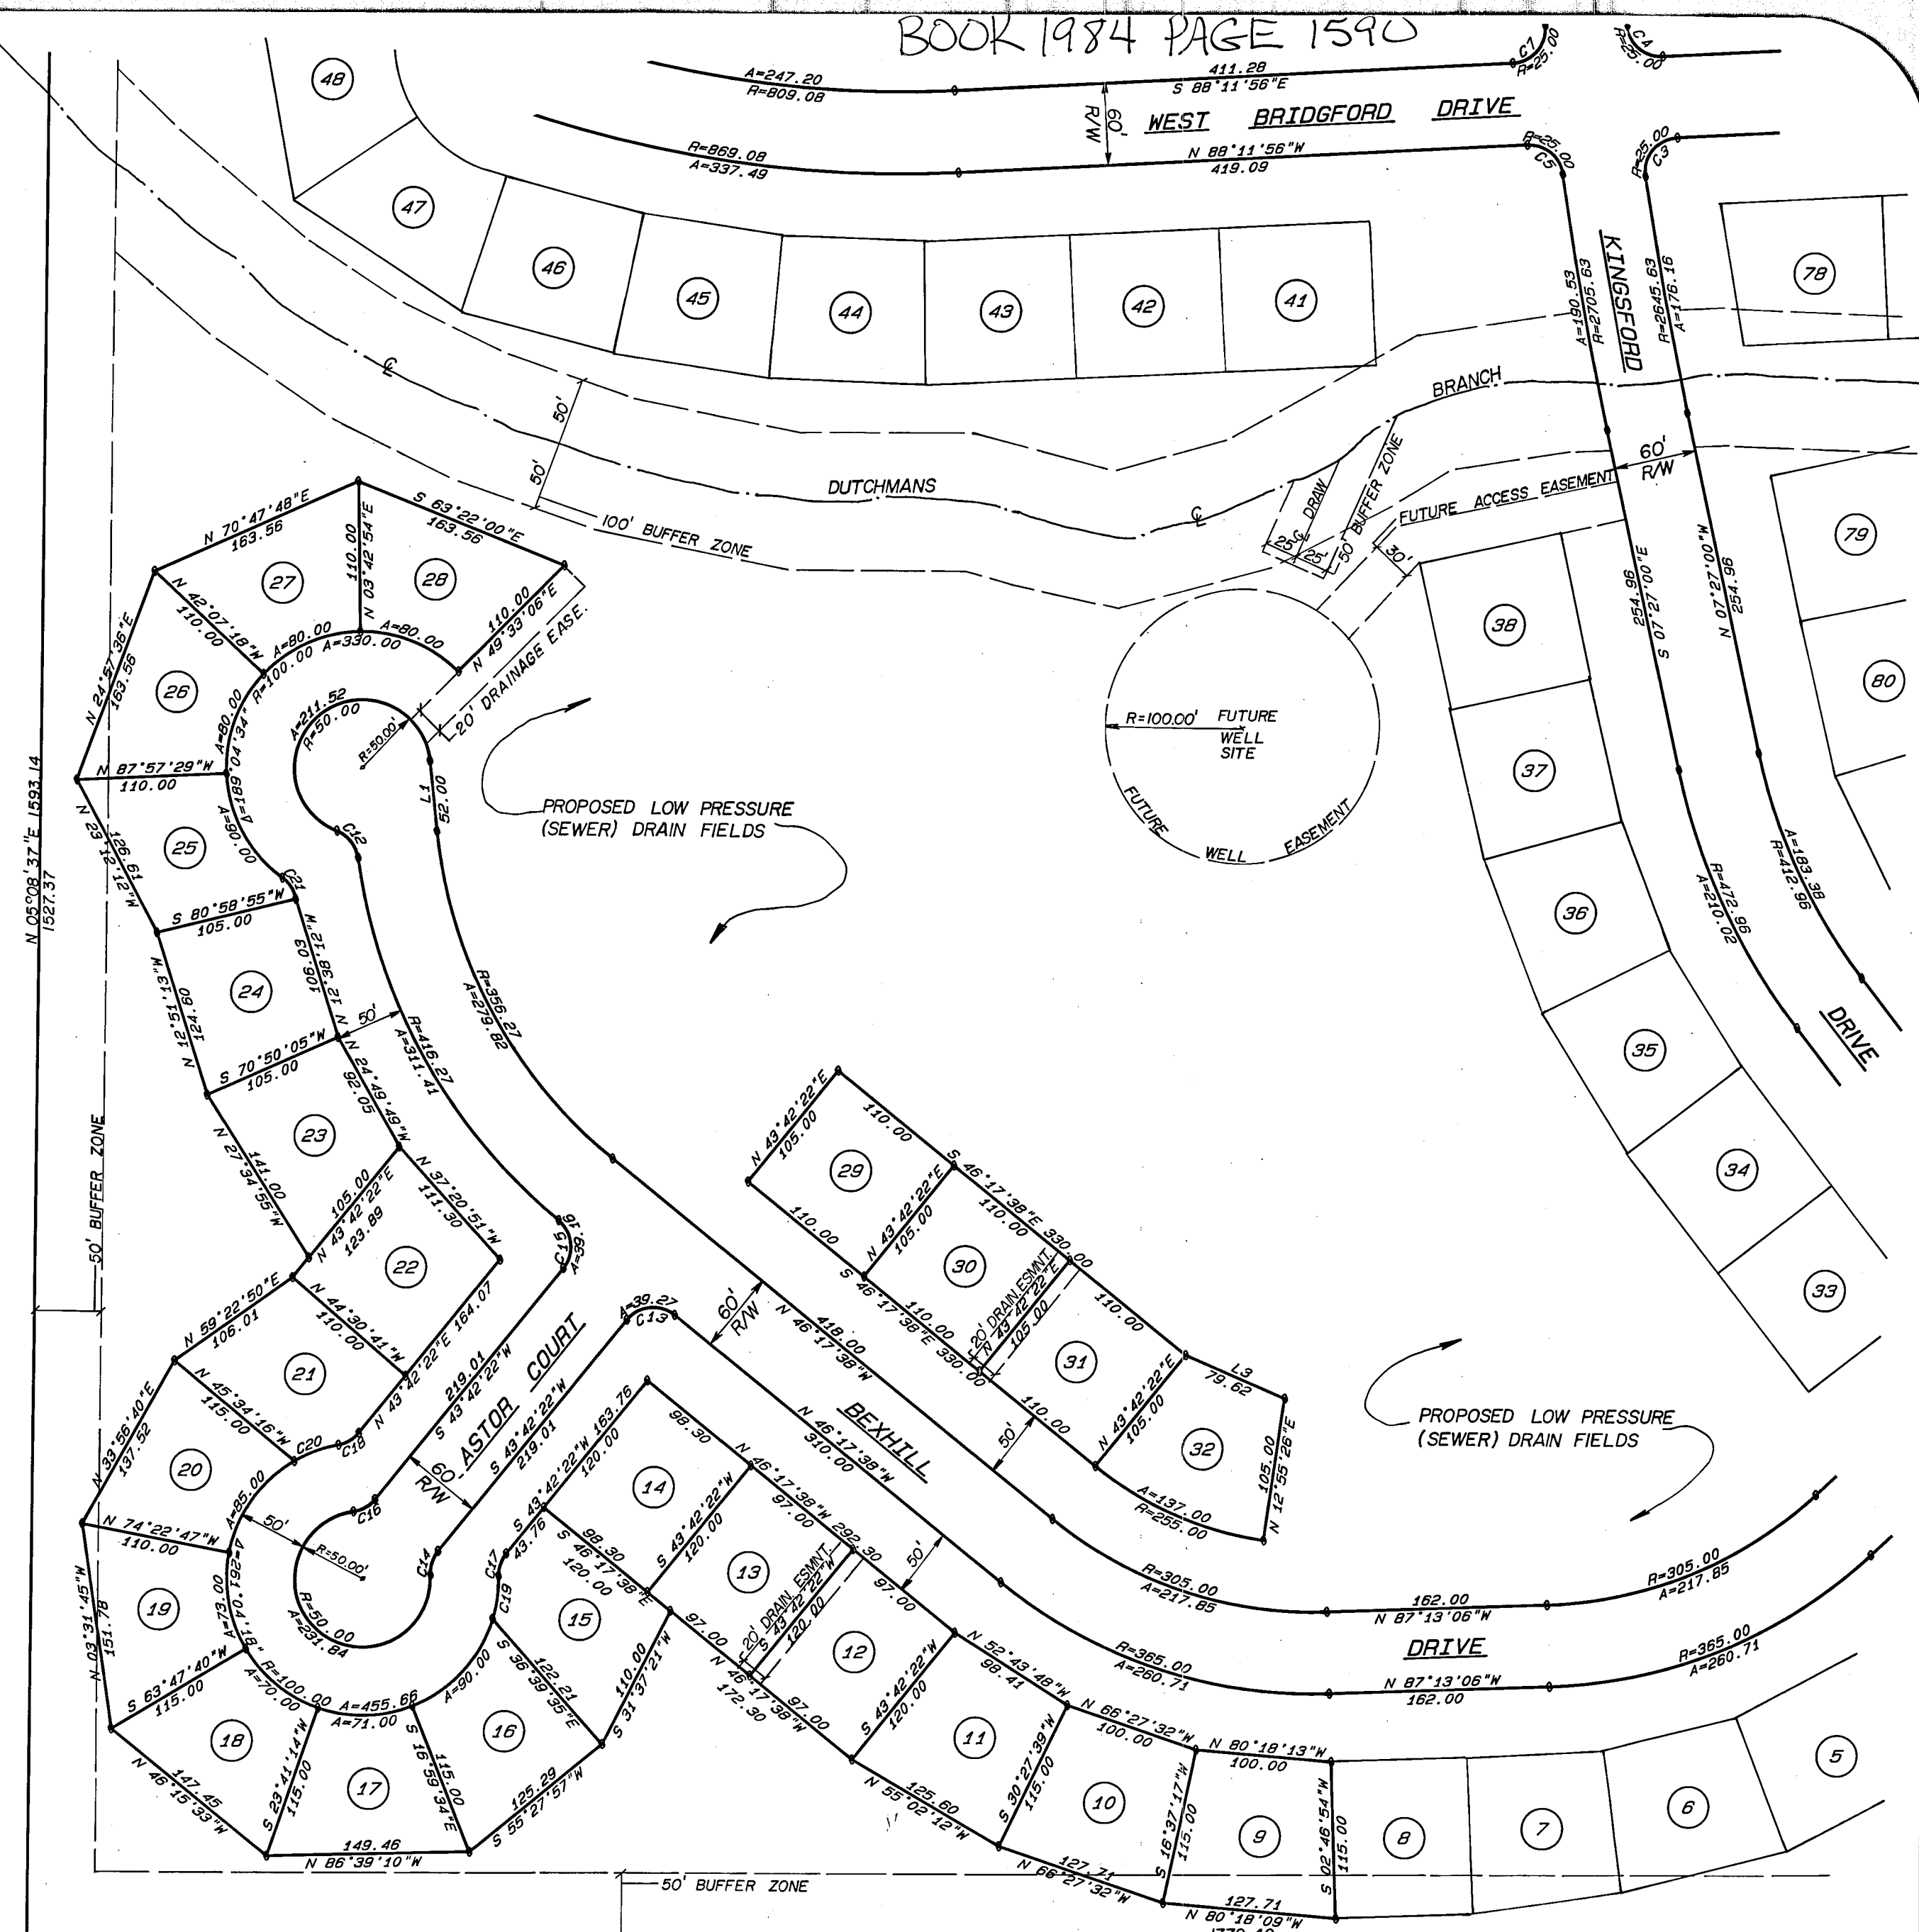 BOOK 1984 PAGE 1590
48
A=247.20
R=809.08
411.28
S 88°11'56"E
C7
R=25.00
C4
R=25.00
60'
R/W
WEST BRIDGFORD DRIVE
R=869.08
A=337.49
N 88°11'56"W
419.09
R=25.00
C5
R=25.00
C3
47
46
45
44
43
42
41
78
KINGSFORD
A=190.53
R=2705.63
R=2645.63
A=176.16
℄
50'
50'
BRANCH
DUTCHMANS
100' BUFFER ZONE
℄
DRAW
℄
25'
25'
50' BUFFER ZONE
FUTURE ACCESS EASEMENT
30'
60'
R/W
79
80
S 07°27'00"E
254.96
N 07°27'00"W
254.96
38
37
36
35
34
33
R=472.96
A=210.02
A=183.38
R=412.96
DRIVE
R=100.00'
FUTURE
WELL
SITE
FUTURE WELL EASEMENT
N 70°47'48"E
163.56
S 63°22'00"E
163.56
27
110.00
N 03°42'54"E
28
110.00
N 49°33'06"E
20' DRAINAGE EASE.
N 42°07'18"W
110.00
A=80.00
A=80.00
R=100.00 A=330.00
N 24°57'36"E
163.56
26
A=80.00
Δ=189°04'34"
A=211.52
R=50.00
R=50.00'
N 87°57'29"W
110.00
A=90.00
L1
52.00
C12
C21
N 23°12'12"W
126.61
25
S 80°58'55"W
105.00
PROPOSED LOW PRESSURE
(SEWER) DRAIN FIELDS
N 05°08'37"E 1593.14
1527.37
24
N 12°38'12"W
106.03
N 12°51'13"W
124.60
50'
S 70°50'05"W
105.00
R=416.27
A=311.41
R=356.27
A=279.82
N 24°49'49"W
92.05
23
141.00
N 27°34'55"W
50' BUFFER ZONE
105.00
N 43°42'22"E
123.89
N 37°20'51"W
111.30
22
C15
N 59°22'50"E
106.01
N 44°30'41"W
110.00
21
N 43°42'22"E 164.07
219.01
S 43°42'22"W
ASTOR COURT
60
R/W
S 43°42'22"W
219.01
A=39.27
C13
60'
R/W
N 45°34'16"W
115.00
C20
C18
C16
N 33°56'40"E
137.52
20
A=85.00
50'
R=50.00'
N 74°22'47"W
110.00
19
A=73.00
Δ=261°04'18"
R=50.00
A=231.84
C14
C17
C19
N 03°31'45"W
151.78
S 63°47'40"W
115.00
R=100.00
A=70.00
A=455.66
A=71.00
A=90.00
18
147.45
N 46°15'33"W
S 23°41'14"W
115.00
17
149.46
N 86°39'10"W
115.00
S 16°59'34"E
16
125.29
S 55°27'57"W
122.21
S 36°39'35"E
15
110.00
S 31°37'21"W
S 43°42'22"W 163.76
120.00
43.76
98.30
14
98.30
S 46°17'38"E
120.00
S 43°42'22"W
120.00
N 46°17'38"W 292.30
97.00
13
20' DRAIN. ESMNT.
S 43°42'22"W
120.00
97.00
N 46°17'38"W
172.30
97.00
97.00
12
S 43°42'22"W
120.00
50'
N 52°43'48"W
98.41
11
125.60
N 55°02'12"W
S 30°27'39"W
115.00
N 66°27'32"W
100.00
10
127.71
N 66°27'32"W
S 16°37'17"W
115.00
N 80°18'13"W
100.00
9
127.71
N 80°18'09"W
S 02°46'54"W
115.00
8
7
6
5
N 43°42'22"E
105.00
110.00
29
110.00
N 43°42'22"E
105.00
S 46°17'38"E 330.00
110.00
30
S 46°17'38"E 330.00
110.00
20' DRAIN. ESMNT.
N 43°42'22"E
105.00
110.00
31
110.00
N 43°42'22"E
105.00
L3
79.62
32
105.00
N 12°55'26"E
A=137.00
R=255.00
50'
418.00
N 46°17'38"W
BEXHILL
N 46°17'38"W
310.00
R=305.00
A=217.85
162.00
N 87°13'06"W
R=305.00
A=217.85
DRIVE
R=365.00
A=260.71
N 87°13'06"W
162.00
R=365.00
A=260.71
PROPOSED LOW PRESSURE
(SEWER) DRAIN FIELDS
50' BUFFER ZONE